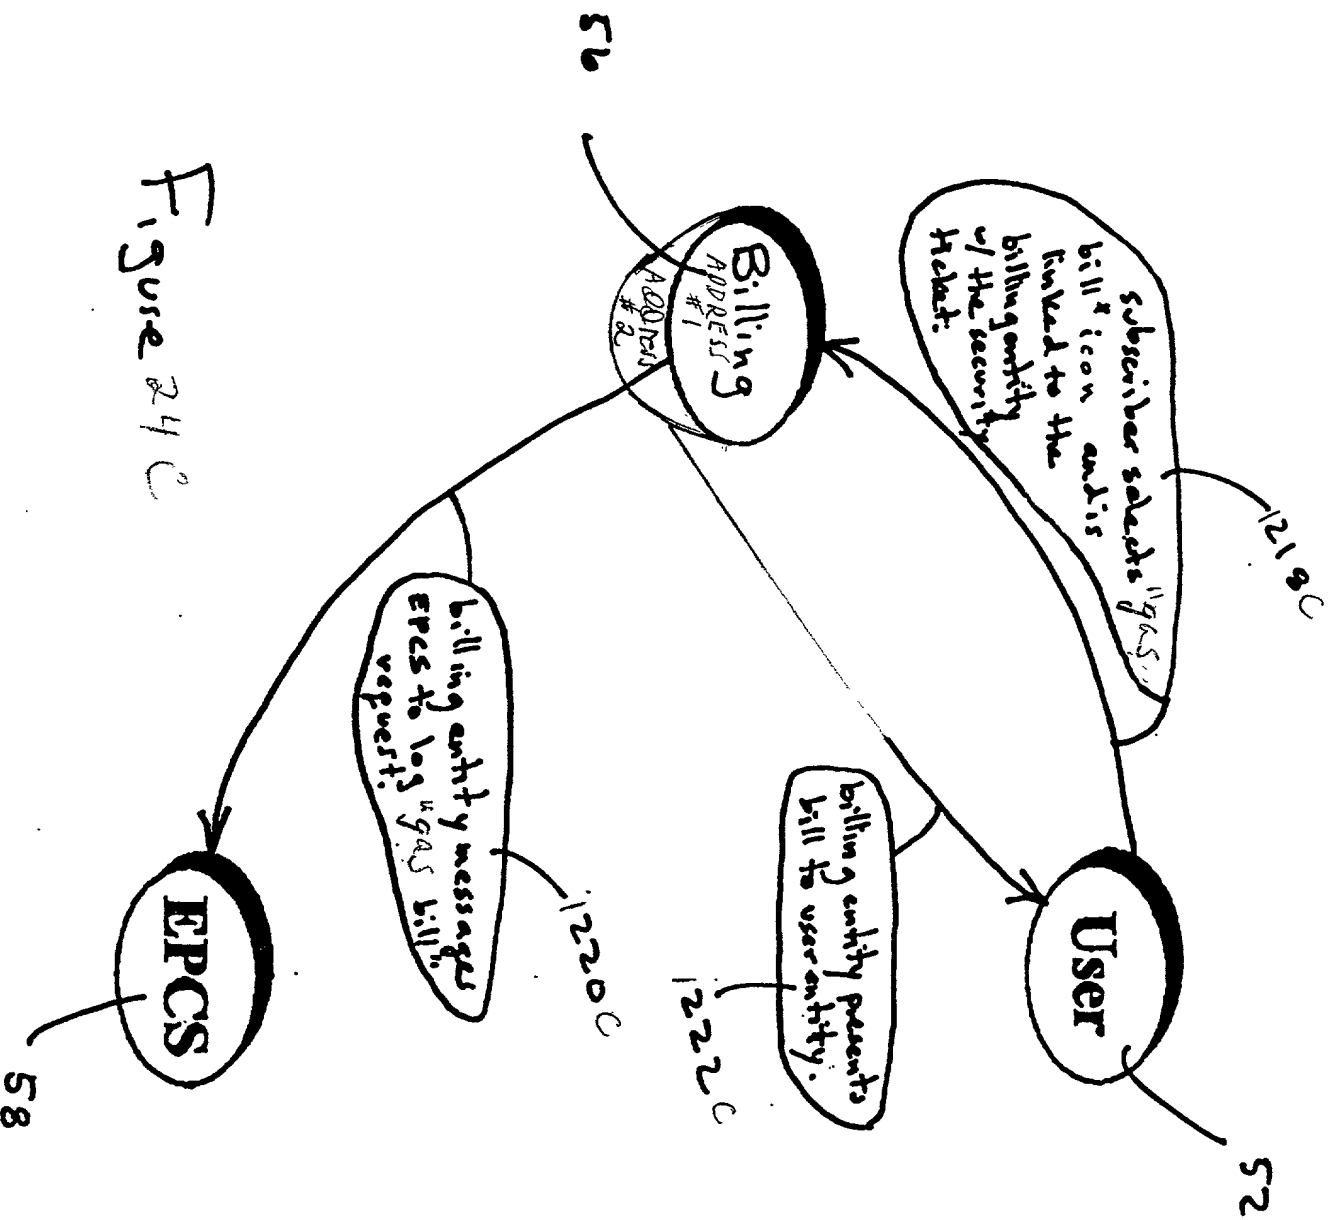 1218C
subscriber selects "gas
bill" icon and is
linked to the
billing entity
w/ the security
ticket.
52
User
Billing
ADDRESS
#1
ADDRESS
#2
56
billing entity presents
bill to user entity.
1222C
1220C
billing entity messages
EPCS to log "gas bill"
request.
EPCS
58
Figure 24C